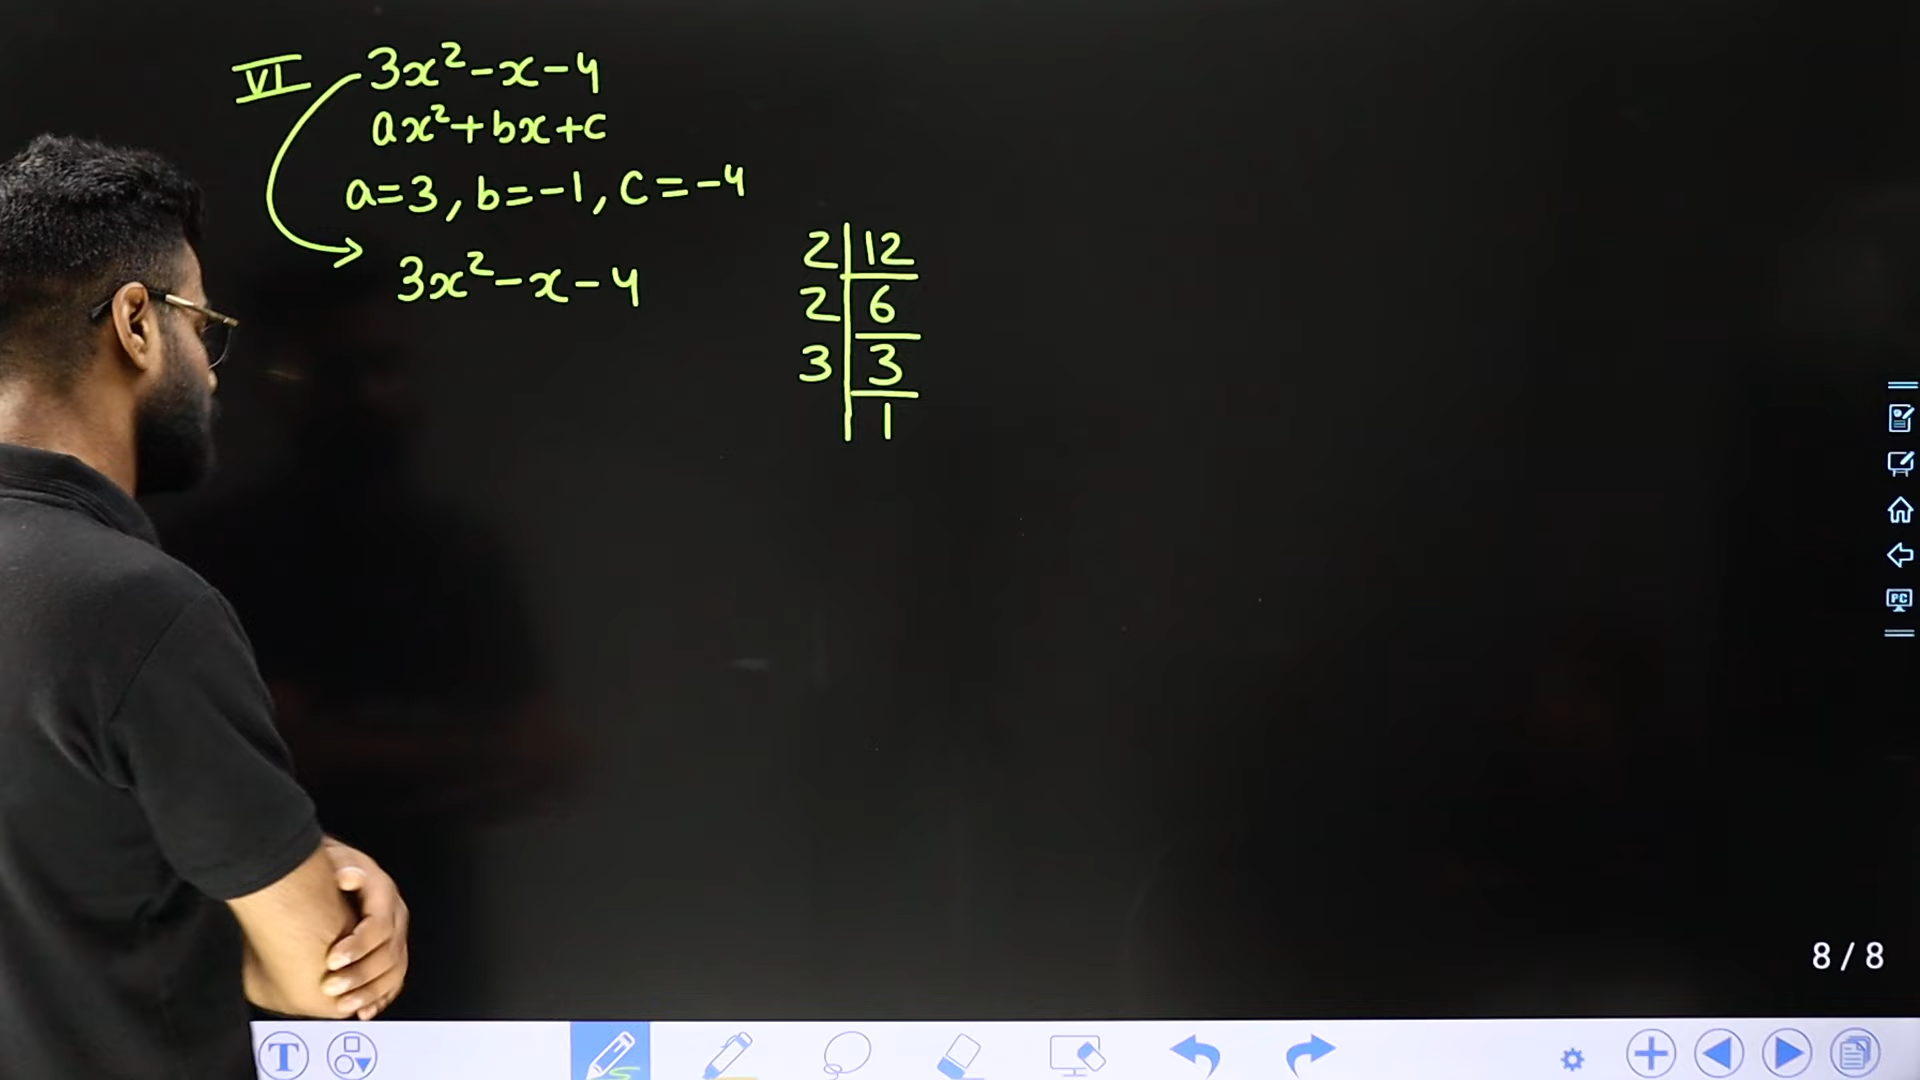 VI 3x²-x-4
ax²+bx+c
a=3, b=-1, c=-4
3x²-x-4
2 | 12
2 | 6
3 | 3
1
PC
8 / 8
T